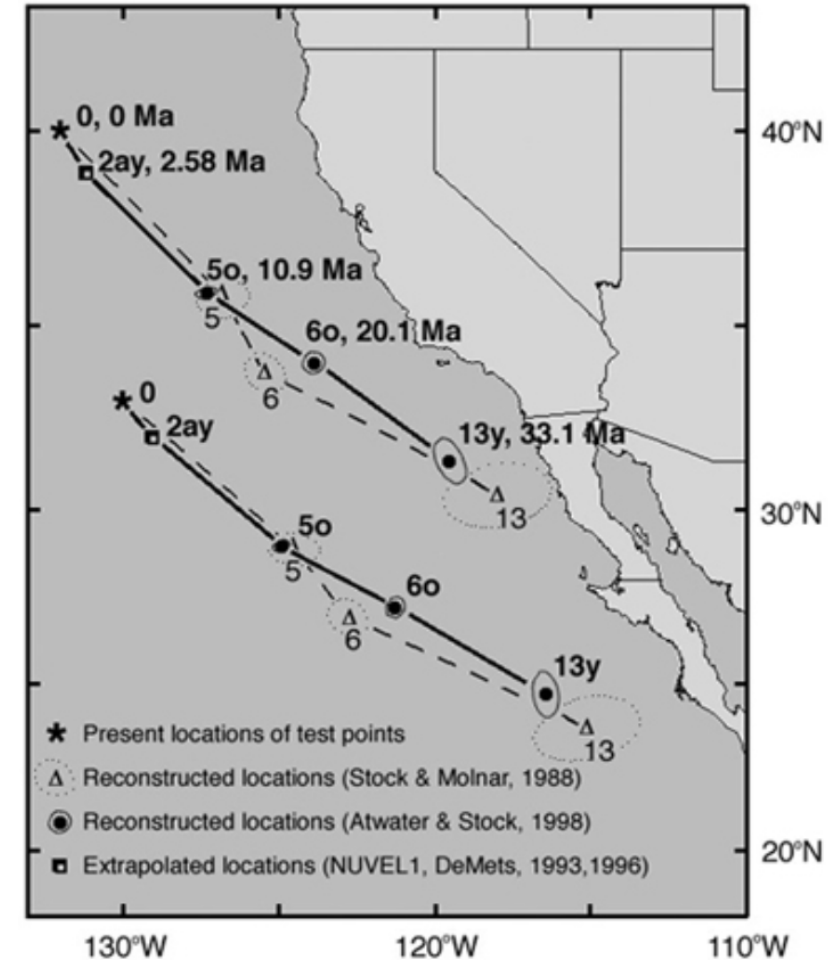 0, 0 Ma
40°N
2ay, 2.58 Ma
5o, 10.9 Ma
5
6o, 20.1 Ma
6
0
2ay
13y, 33.1 Ma
13
30°N
5o
5
6o
6
13y
13
Present locations of test points
Reconstructed locations (Stock & Molnar, 1988)
Reconstructed locations (Atwater & Stock, 1998)
Extrapolated locations (NUVEL1, DeMets, 1993,1996)
20°N
130°W 120°W 110°W